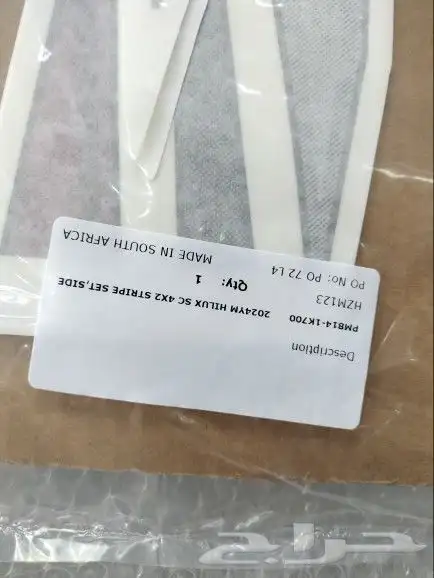 Description
PM814-1K700 2024YM HILUX SC 4X2 STRIPE SET,SIDE
HZM123 Qty: 1
PO No: PO 72 L4 MADE IN SOUTH AFRICA
حراج